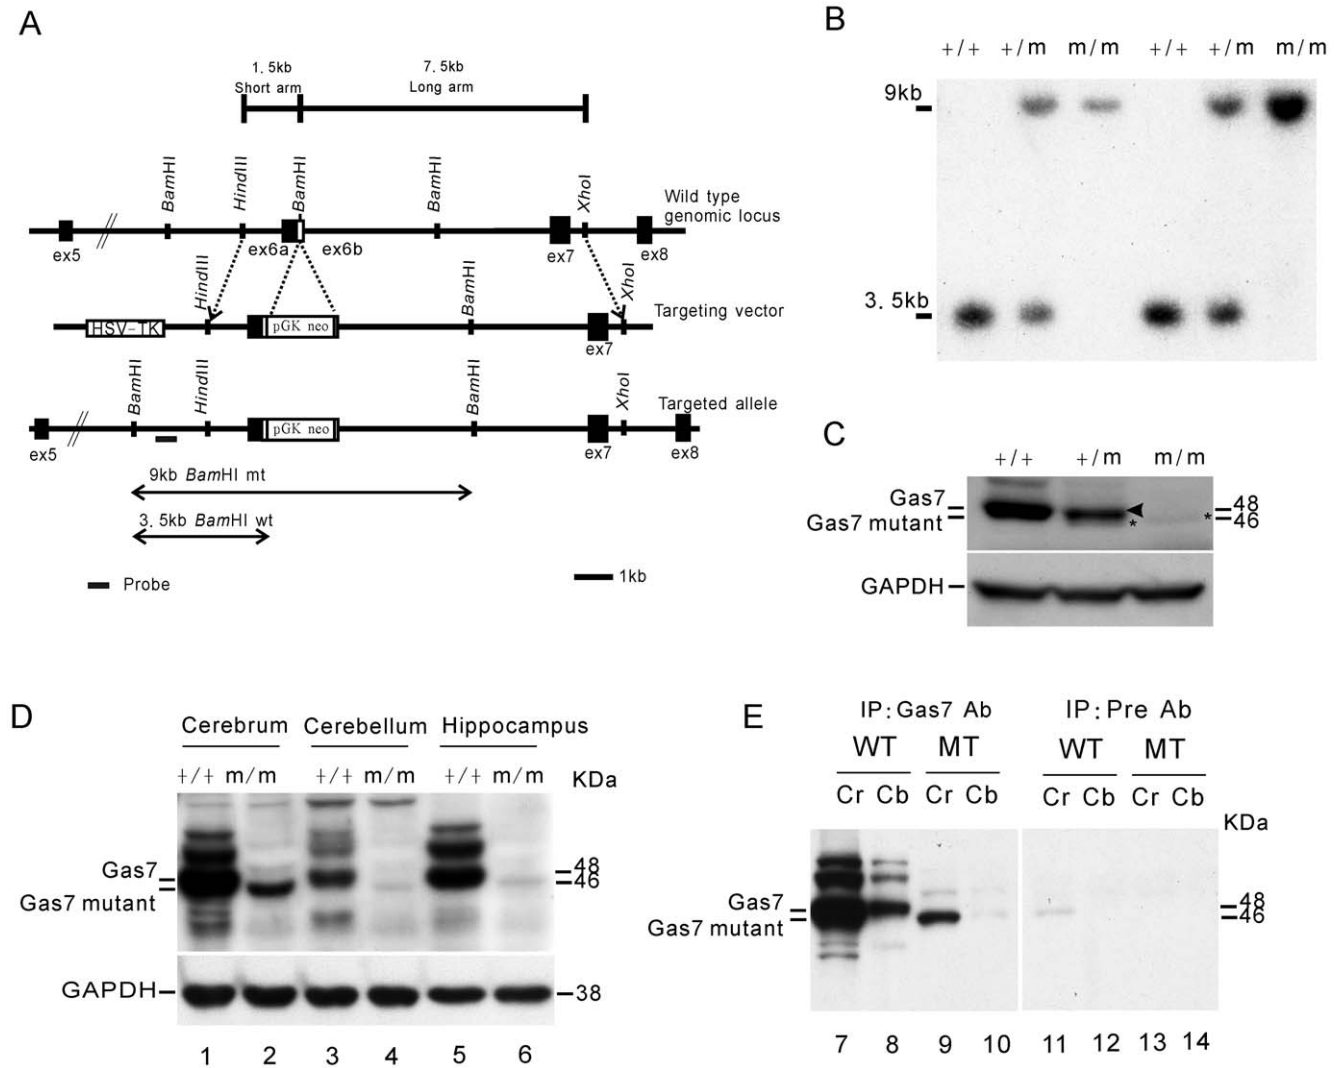 A
1.5kb
Short arm
7.5kb
Long arm
BamHI
HindIII
BamHI
BamHI
XhoI
Wild type
genomic locus
ex5
ex6a
ex6b
ex7
ex8
HindIII
BamHI
XhoI
Targeting vector
HSV-TK
pGK neo
ex7
BamHI
HindIII
BamHI
XhoI
Targeted allele
pGK neo
ex5
ex7
ex8
9kb BamHI mt
3.5kb BamHI wt
Probe
1kb
B
+/+ +/m m/m +/+ +/m m/m
9kb
3.5kb
C
+/+ +/m m/m
Gas7
Gas7 mutant
*
*
48
46
GAPDH
D
Cerebrum Cerebellum Hippocampus
+/+ m/m +/+ m/m +/+ m/m KDa
Gas7
Gas7 mutant
48
46
GAPDH
38
1 2 3 4 5 6
E
IP:Gas7 Ab IP:Pre Ab
WT MT WT MT
Cr Cb Cr Cb Cr Cb Cr Cb
KDa
Gas7
Gas7 mutant
48
46
7 8 9 10 11 12 13 14